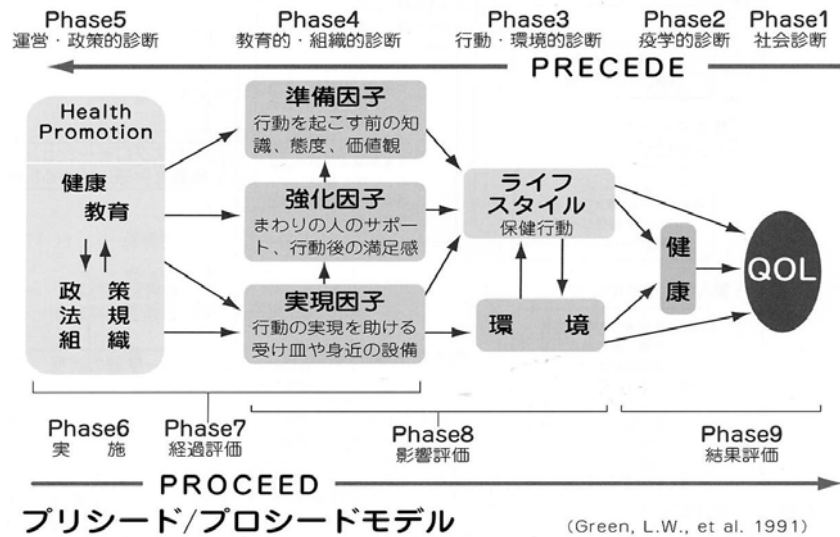 Phase5 Phase4 Phase3 Phase2 Phase1
運営・政策的診断 教育的・組織的診断 行動・環境的診断 疫学的診断 社会診断
PRECEDE
Health
Promotion
健康
教育
政 策
法 規
組 織
準備因子
行動を起こす前の知
識、態度、価値観
強化因子
まわりの人のサポー
ト、行動後の満足感
実現因子
行動の実現を助ける
受け皿や身近の設備
ライフ
スタイル
保健行動
環 境
健
康
QOL
Phase6 Phase7 Phase8 Phase9
実 施 経過評価 影響評価 結果評価
PROCEED
プリシード/プロシードモデル
(Green, L.W., et al. 1991)